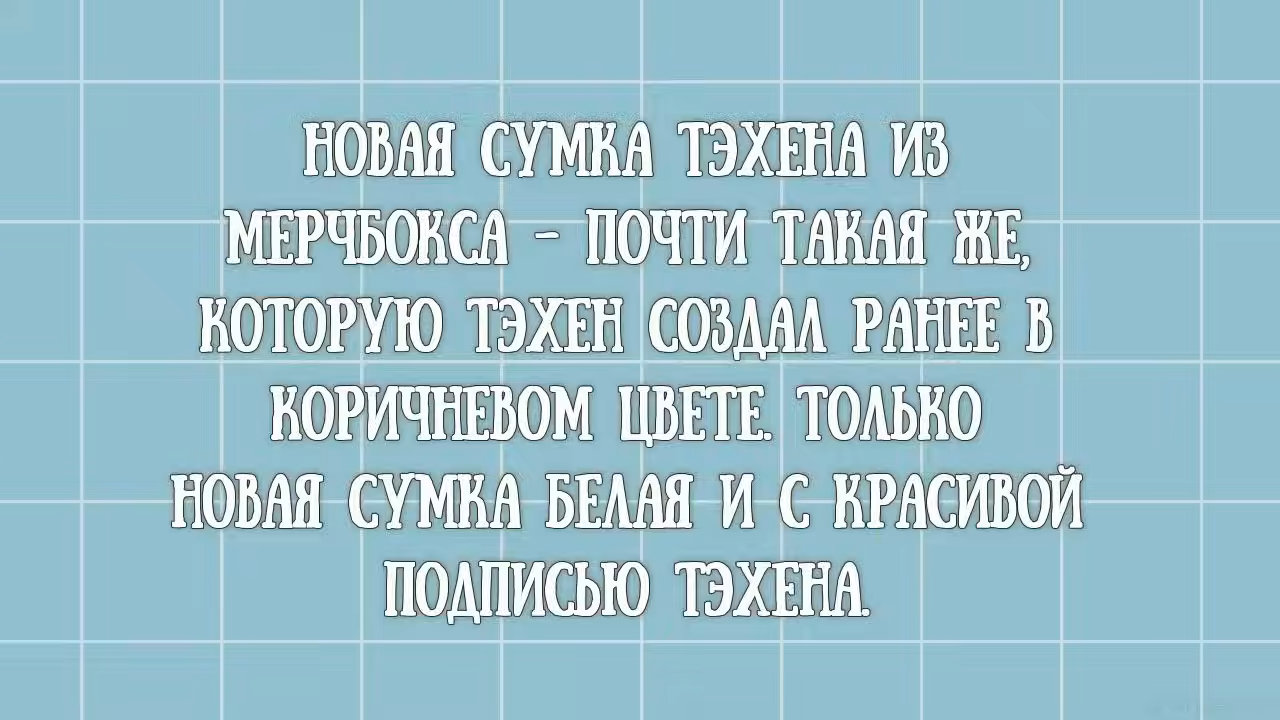 НОВАЯ СУМКА ТЭХЕНА ИЗ
МЕРЧБОКСА - ПОЧТИ ТАКАЯ ЖЕ,
КОТОРУЮ ТЭХЕН СОЗДАЛ РАНЕЕ В
КОРИЧНЕВОМ ЦВЕТЕ. ТОЛЬКО
НОВАЯ СУМКА БЕЛАЯ И С КРАСИВОЙ
ПОДПИСЬЮ ТЭХЕНА.